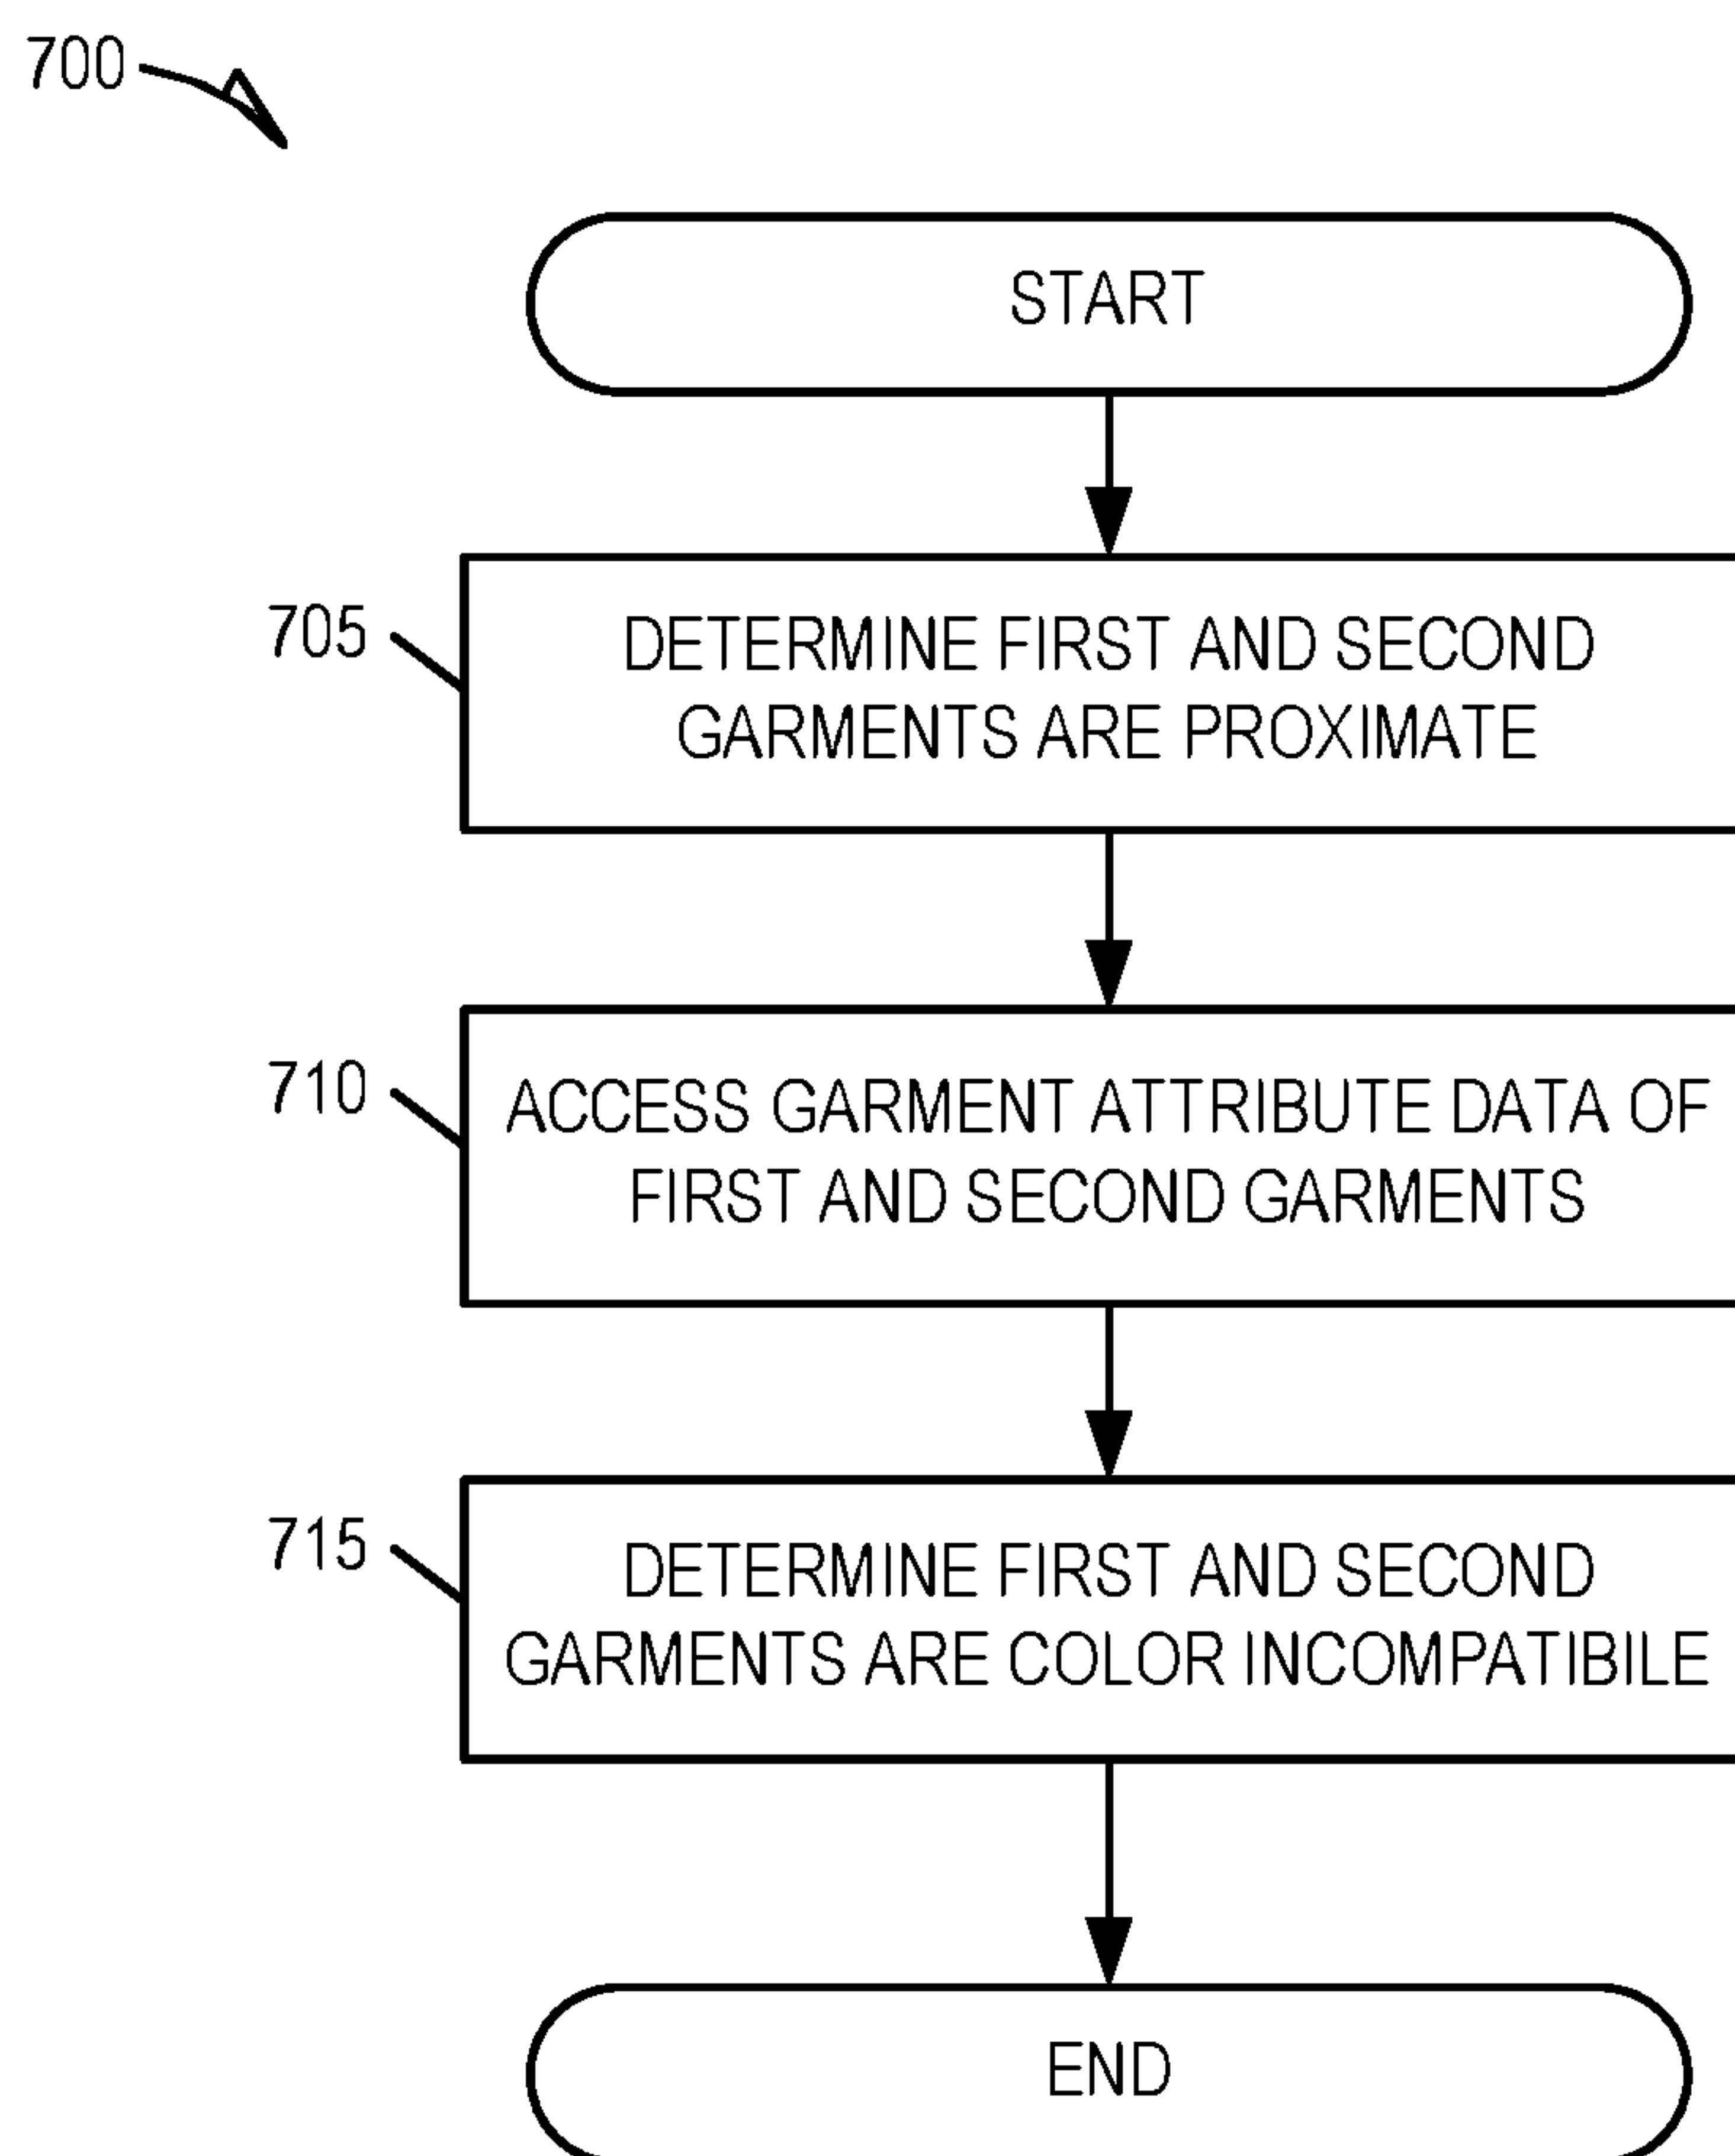 700
START
705
DETERMINE FIRST AND SECOND
GARMENTS ARE PROXIMATE
710
ACCESS GARMENT ATTRIBUTE DATA OF
FIRST AND SECOND GARMENTS
715
DETERMINE FIRST AND SECOND
GARMENTS ARE COLOR INCOMPATIBILE
END